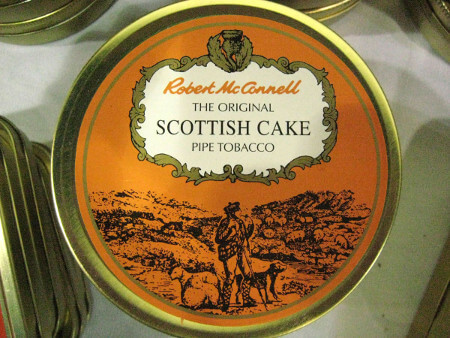 Robert McConnell
THE ORIGINAL
SCOTTISH CAKE
PIPE TOBACCO